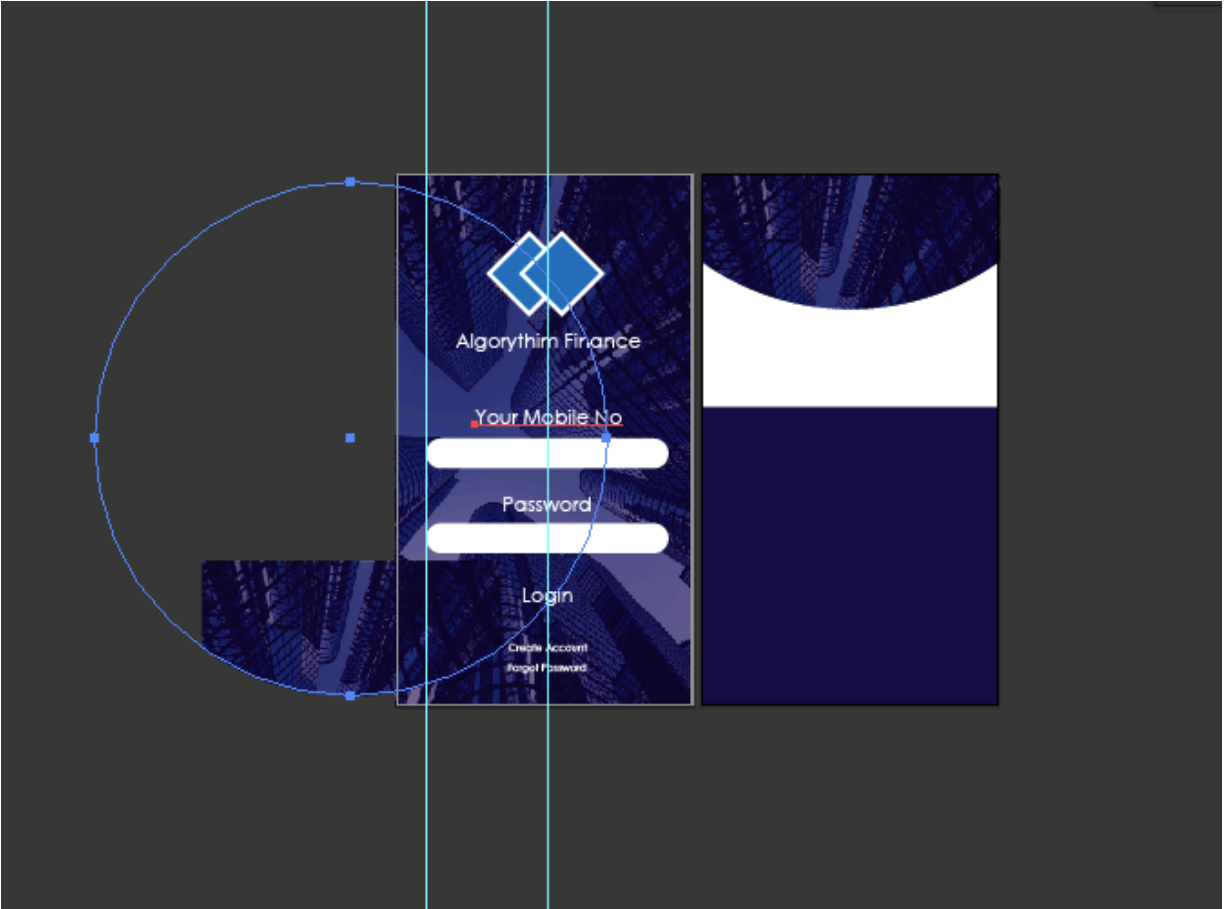 Algorythim Finance
Your Mobile No
Password
Login
Create Account
Forgot Password